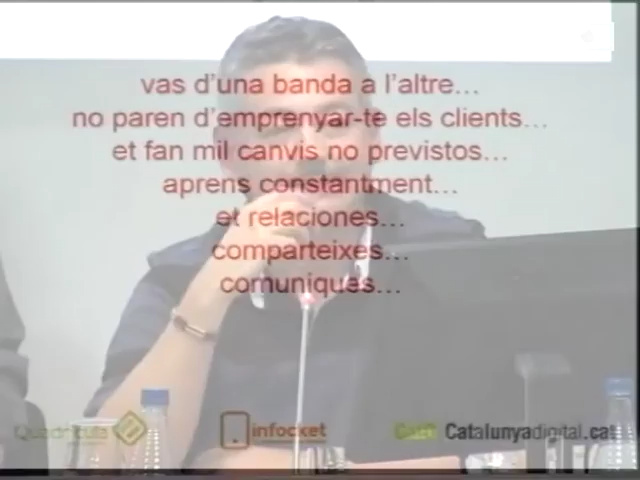 vas d'una banda a l'altre...
no paren d'emprenyar-te els clients...
et fan mil canvis no previstos...
aprens constantment...
et relaciones...
comparteixes...
comuniques...
Quadrícula infocket Catalunyadigital.cat